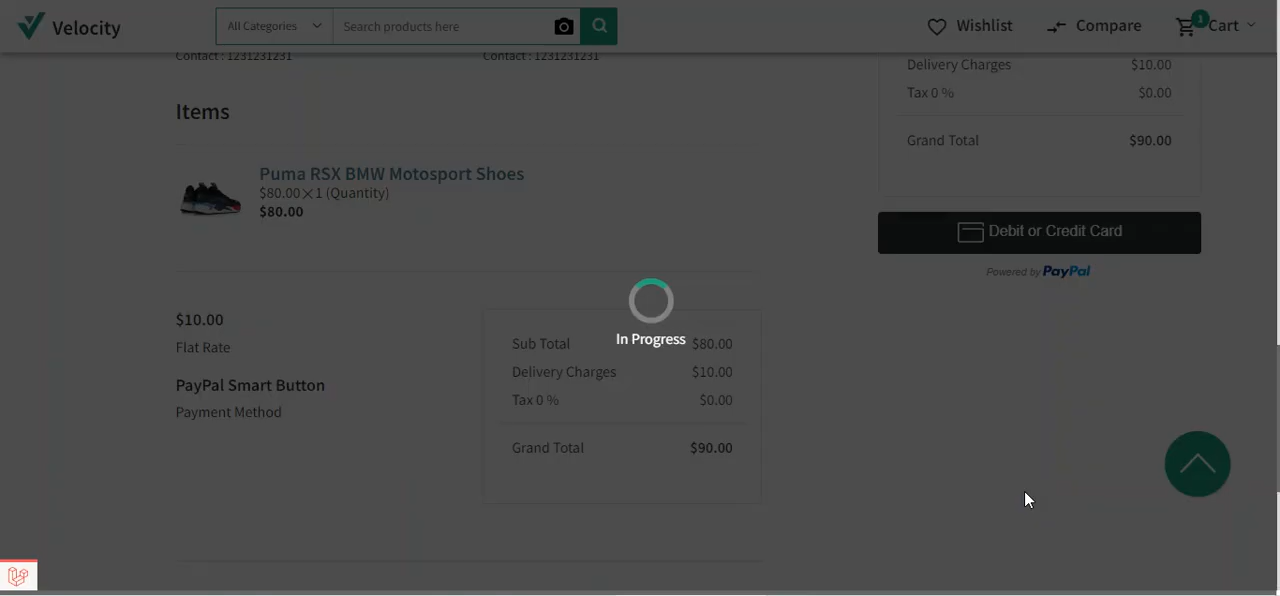 Velocity
All Categories
Search products here
Wishlist
Compare
1
Cart
Contact : 1231231231
Contact : 1231231231
Items
Puma RSX BMW Motosport Shoes
$80.00×1 (Quantity)
$80.00
$10.00
Flat Rate
PayPal Smart Button
Payment Method
In Progress
Sub Total $80.00
Delivery Charges $10.00
Tax 0 % $0.00
Grand Total $90.00
Delivery Charges $10.00
Tax 0 % $0.00
Grand Total $90.00
Debit or Credit Card
Powered by PayPal